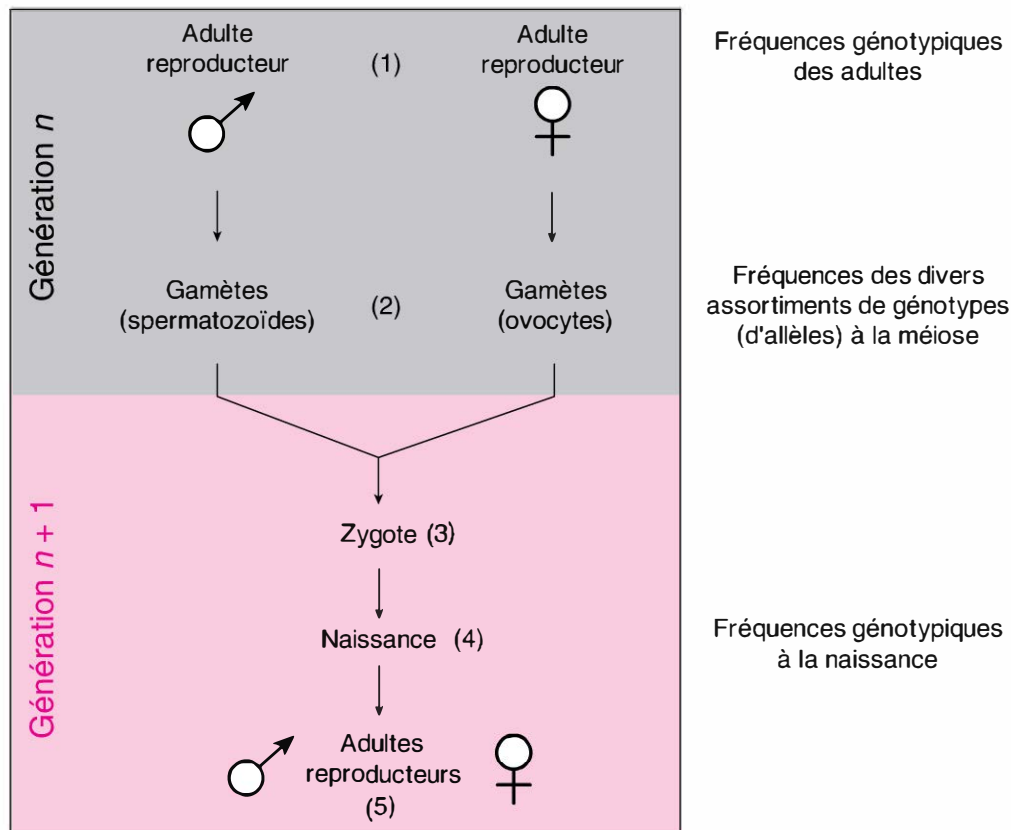 Génération n
Adulte
reproducteur
(1)
Adulte
reproducteur
Fréquences génotypiques
des adultes
Gamètes
(spermatozoïdes)
(2)
Gamètes
(ovocytes)
Fréquences des divers
assortiments de génotypes
(d'allèles) à la méiose
Génération n + 1
Zygote (3)
Naissance (4)
Fréquences génotypiques
à la naissance
Adultes
reproducteurs
(5)